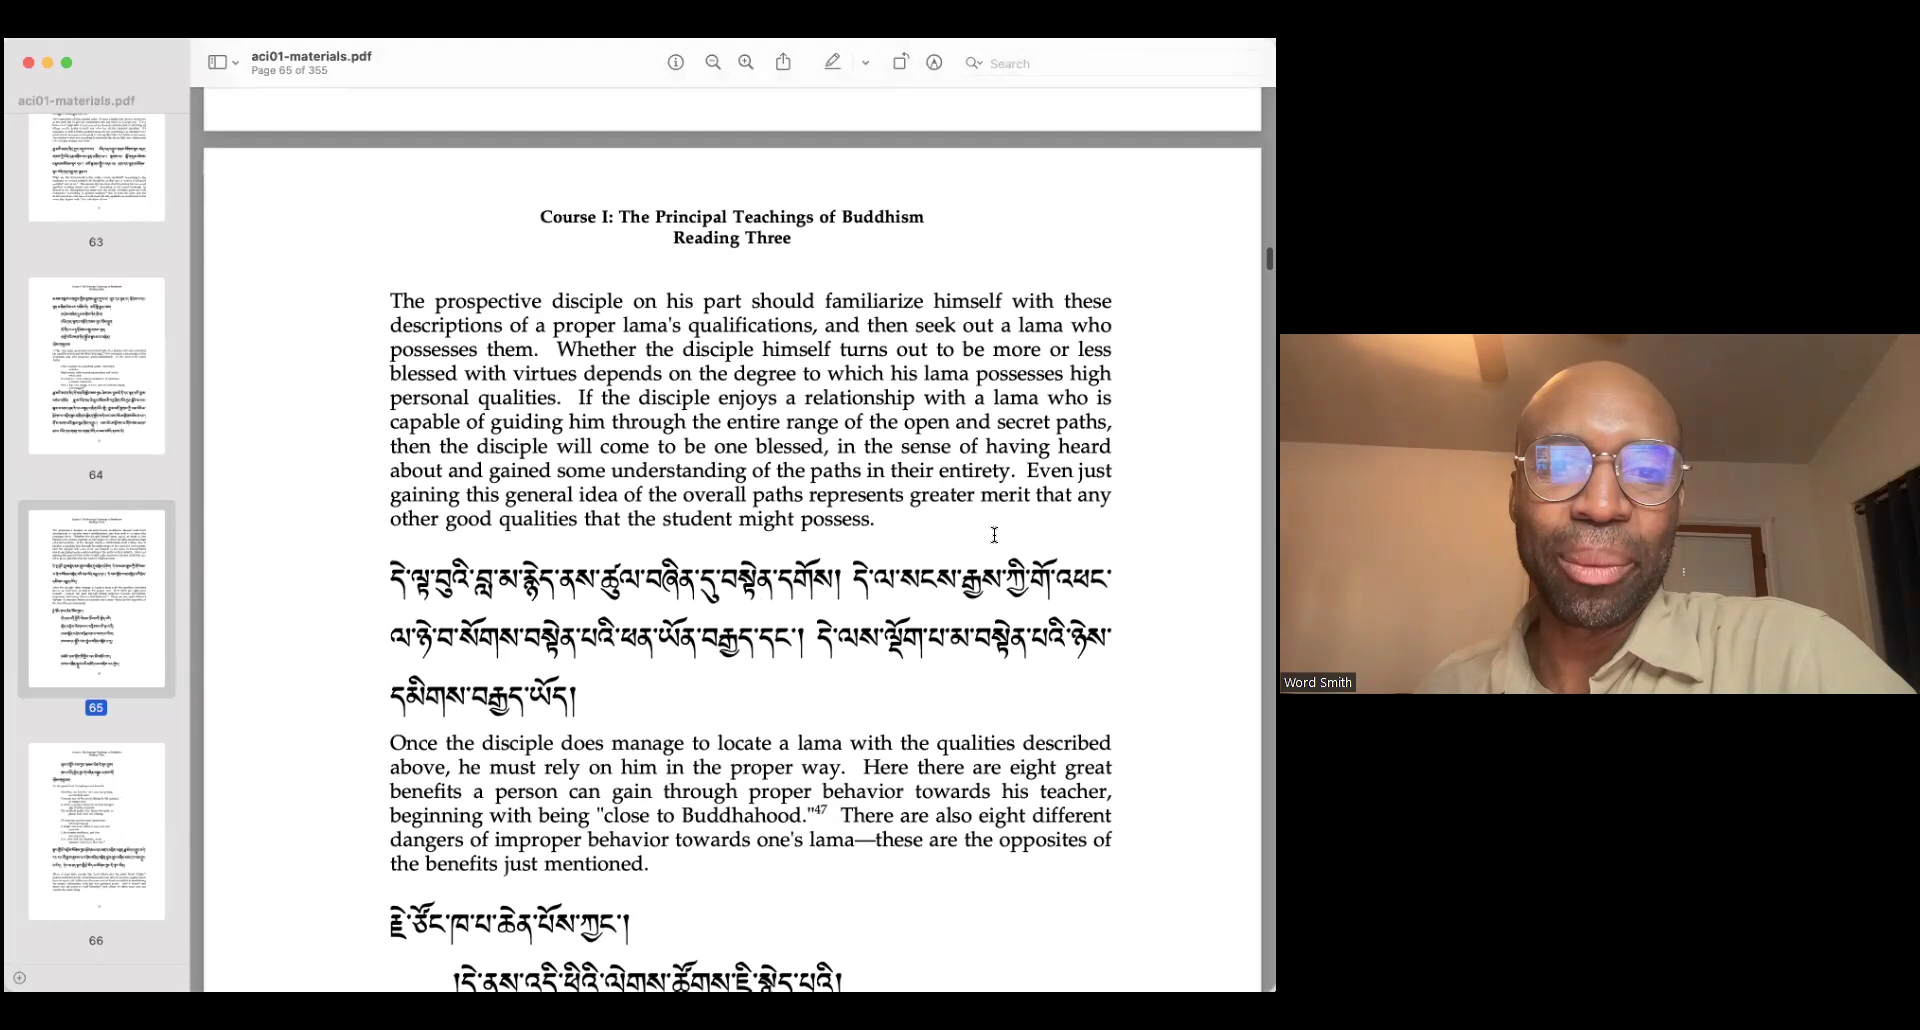 aci01-materials.pdf
Page 65 of 355
Search
aci01-materials.pdf
63
64
65
66
Course I: The Principal Teachings of Buddhism
Reading Three
The prospective disciple on his part should familiarize himself with these
descriptions of a proper lama's qualifications, and then seek out a lama who
possesses them.  Whether the disciple himself turns out to be more or less
blessed with virtues depends on the degree to which his lama possesses high
personal qualities.  If the disciple enjoys a relationship with a lama who is
capable of guiding him through the entire range of the open and secret paths,
then the disciple will come to be one blessed, in the sense of having heard
about and gained some understanding of the paths in their entirety.  Even just
gaining this general idea of the overall paths represents greater merit that any
other good qualities that the student might possess.
དེ་ལྟ་བུའི་བླ་མ་རྙེད་ནས་ཚུལ་བཞིན་དུ་བསྟེན་དགོས། དེ་ལ་སངས་རྒྱས་ཀྱི་གོ་འཕང་
ལ་ཉེ་བ་སོགས་བསྟེན་པའི་ཕན་ཡོན་བརྒྱད་དང་། དེ་ལས་ལྡོག་པ་མ་བསྟེན་པའི་ཉེས་
དམིགས་བརྒྱད་ཡོད།
Once the disciple does manage to locate a lama with the qualities described
above, he must rely on him in the proper way.  Here there are eight great
benefits a person can gain through proper behavior towards his teacher,
beginning with being "close to Buddhahood."47  There are also eight different
dangers of improper behavior towards one's lama—these are the opposites of
the benefits just mentioned.
རྗེ་ཙོང་ཁ་པ་ཆེན་པོས་ཀྱང་།
།དེ་ནས་འདི་ཕྱིའི་ལེགས་ཚོགས་ཇི་སྙེད་པའི།
Word Smith